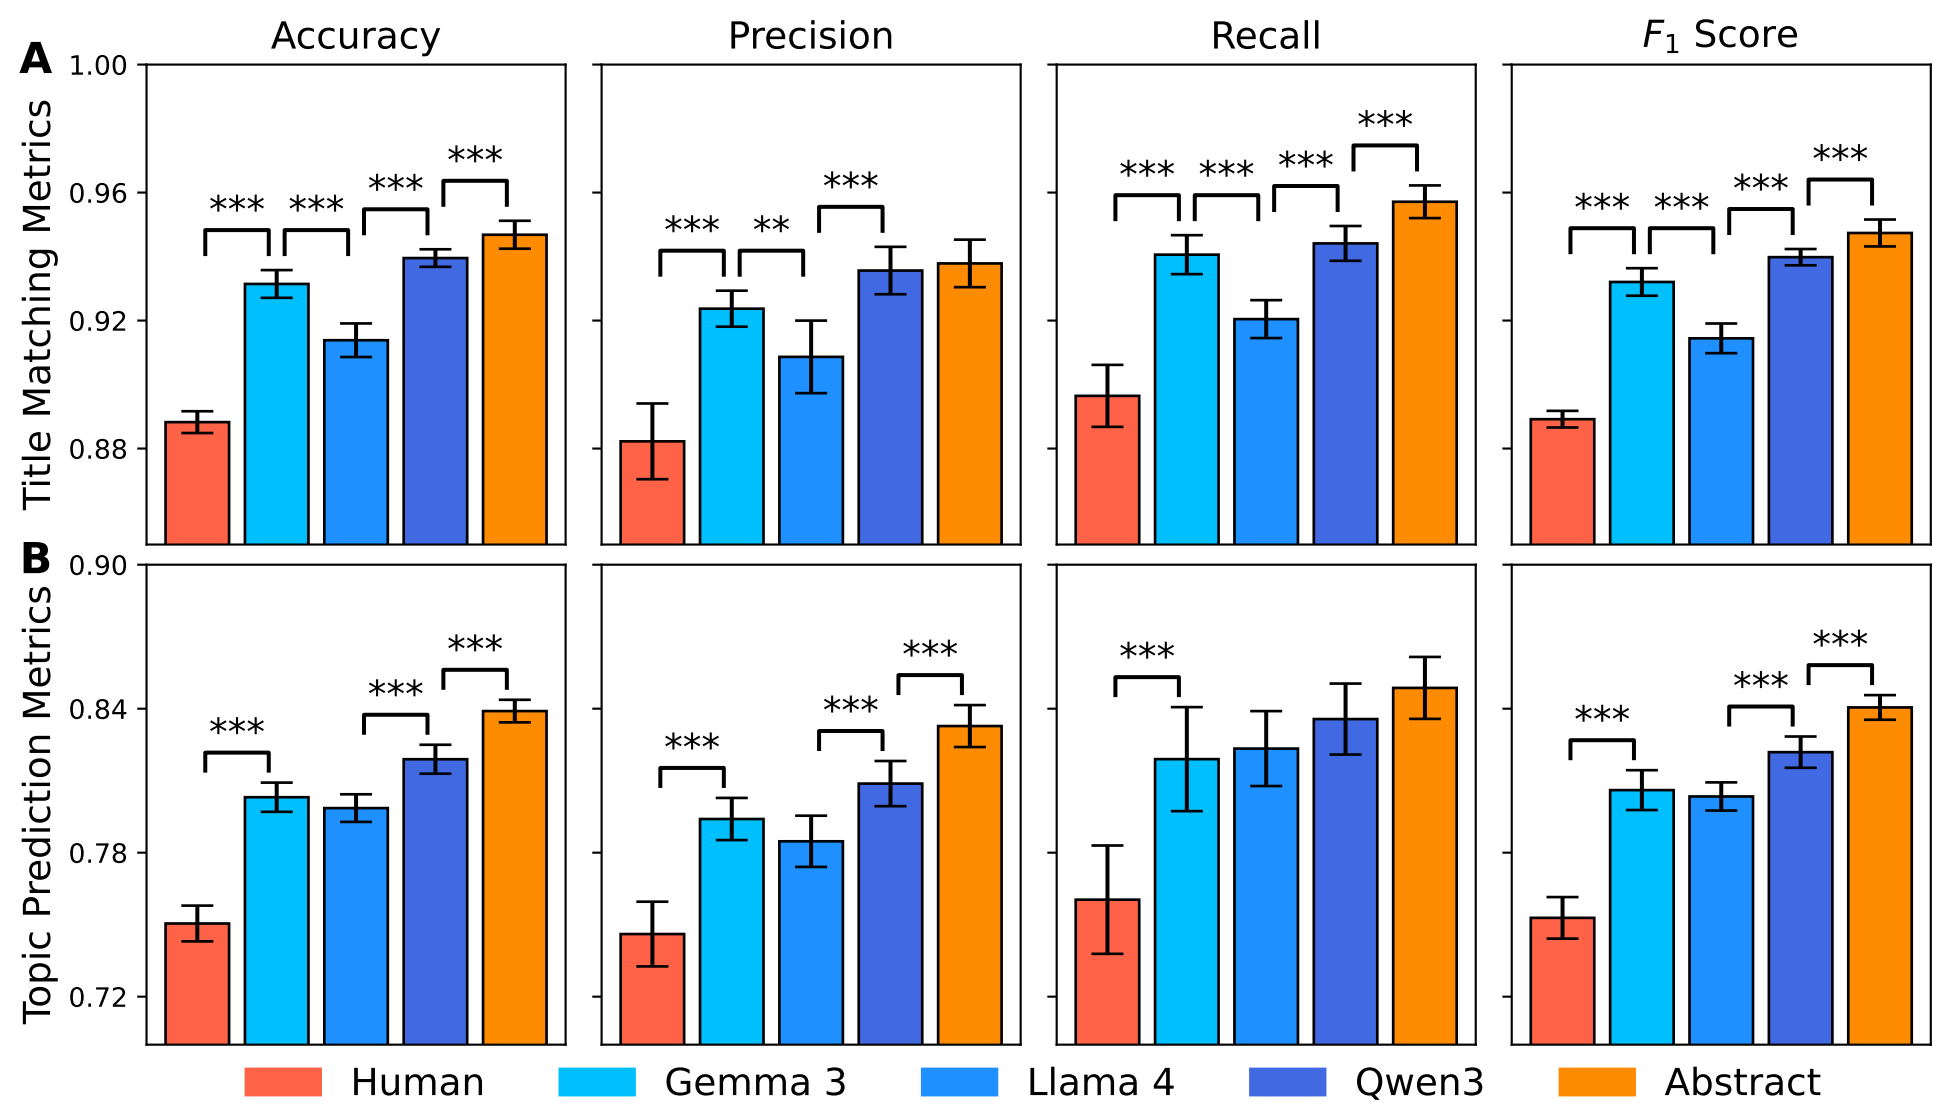 Accuracy Precision Recall F₁ Score
A
Title Matching Metrics
1.00
0.96
0.92
0.88
*** *** *** ***
*** ** ***
*** *** *** ***
*** *** *** ***
B
Topic Prediction Metrics
0.90
0.84
0.78
0.72
*** *** ***
*** *** ***
***
*** *** ***
Human Gemma 3 Llama 4 Qwen3 Abstract